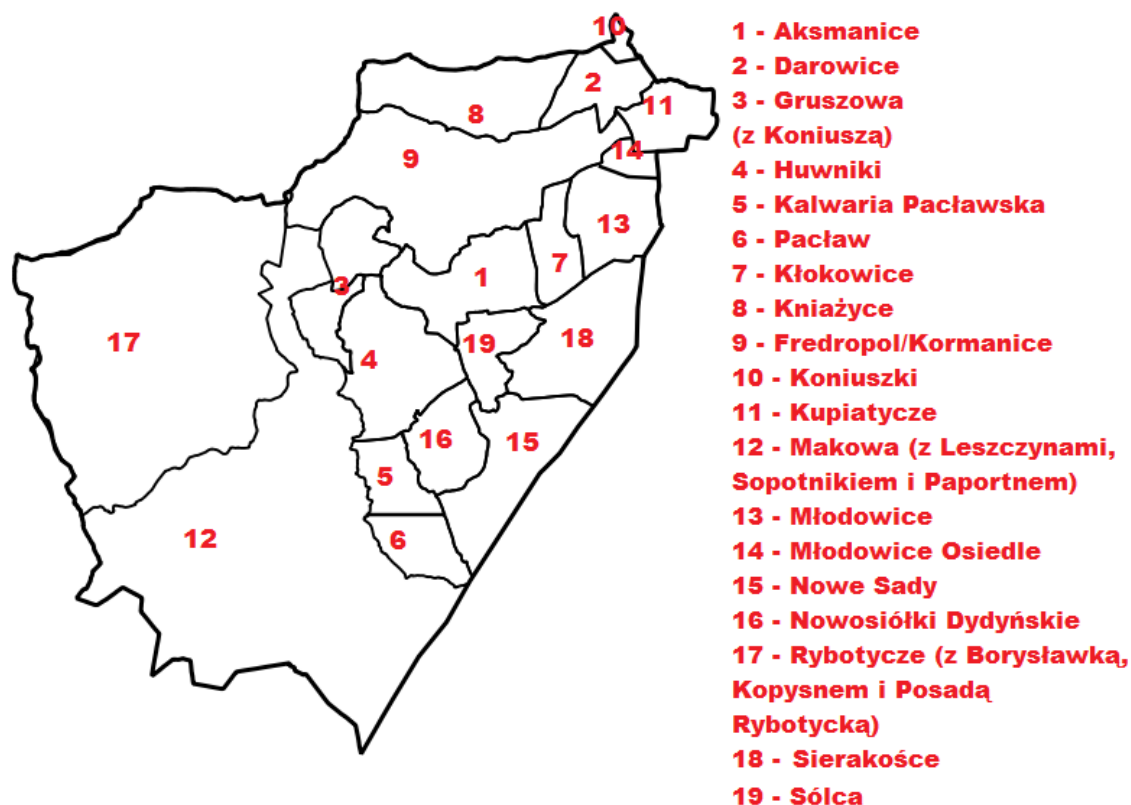 10
2
11
8
9
14
13
7
3
1
17
19
18
4
16
15
5
12
6
1 - Aksmanice
2 - Darowice
3 - Gruszowa
(z Koniuszą)
4 - Huwniki
5 - Kalwaria Pacławska
6 - Pacław
7 - Kłokowice
8 - Kniażyce
9 - Fredropol/Kormanice
10 - Koniuszki
11 - Kupiatycze
12 - Makowa (z Leszczynami,
Sopotnikiem i Paportnem)
13 - Młodowice
14 - Młodowice Osiedle
15 - Nowe Sady
16 - Nowosiółki Dydyńskie
17 - Rybotycze (z Borysławką,
Kopysnem i Posadą
Rybotycką)
18 - Sierakośce
19 - Sólca